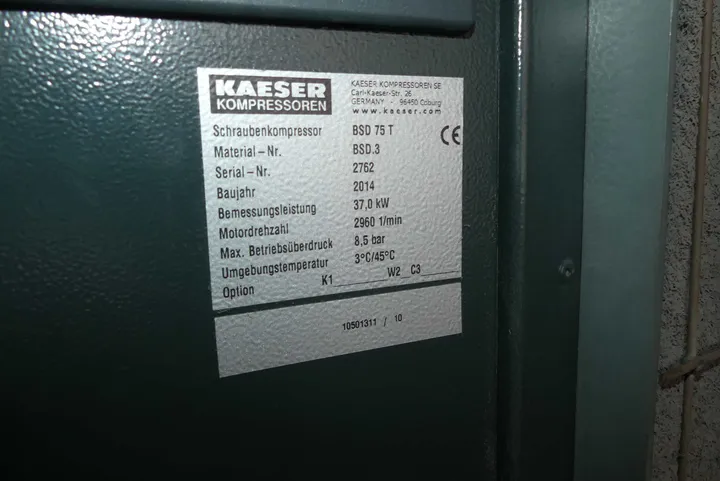 KAESER
KOMPRESSOREN
KAESER KOMPRESSOREN SE
Carl-Kaeser-Str. 26
GERMANY - 96450 Coburg
www.kaeser.com
CE
Schraubenkompressor BSD 75 T
Material-Nr. BSD.3
Serial-Nr. 2762
Baujahr 2014
Bemessungsleistung 37,0 kW
Motordrehzahl 2960 1/min
Max. Betriebsüberdruck 8,5 bar
Umgebungstemperatur 3°C/45°C
Option K1 W2 C3
10501311 / 10